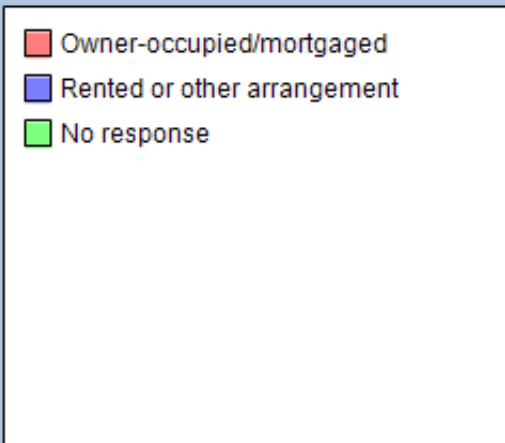 Owner-occupied/mortgaged
Rented or other arrangement
No response